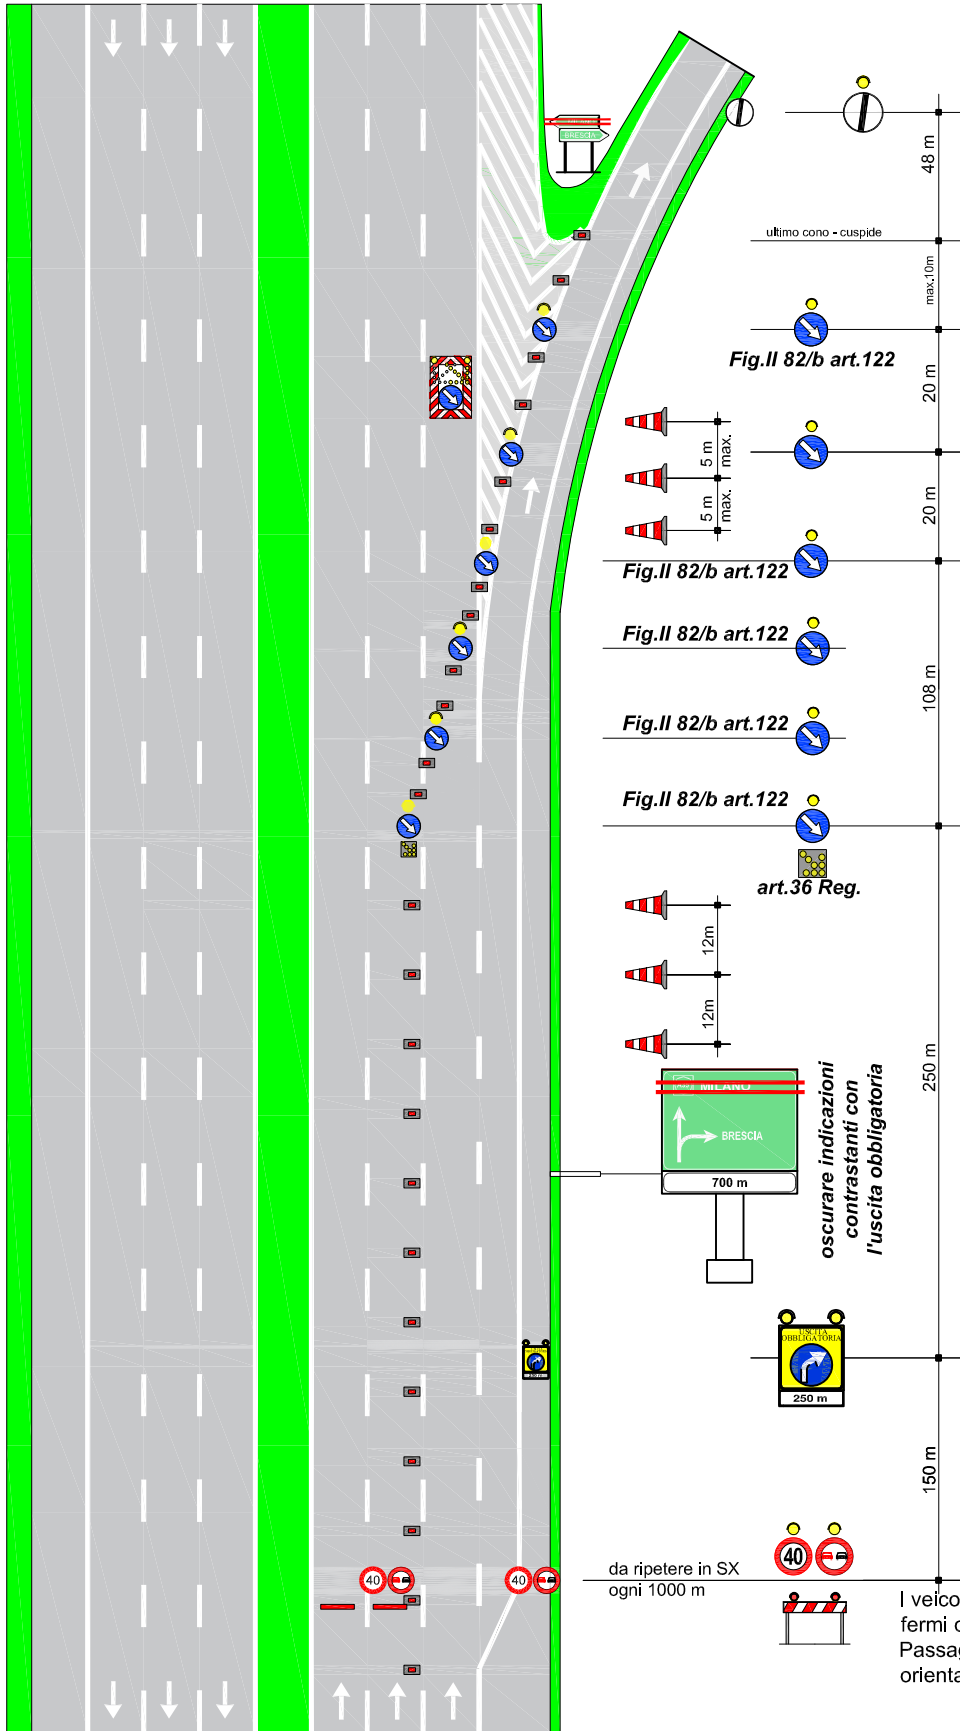 BRESCIA
48 m
ultimo cono - cuspide
max.10m
Fig.II 82/b art.122
20 m
5 m
max.
5 m
max.
20 m
Fig.II 82/b art.122
Fig.II 82/b art.122
108 m
Fig.II 82/b art.122
Fig.II 82/b art.122
art.36 Reg.
12m
12m
250 m
MILANO
BRESCIA
700 m
oscurare indicazioni
contrastanti con
l'uscita obbligatoria
USCITA
OBBLIGATORIA
250 m
150 m
40
40
40
da ripetere in SX
ogni 1000 m
I veico
fermi o
Passag
orienta